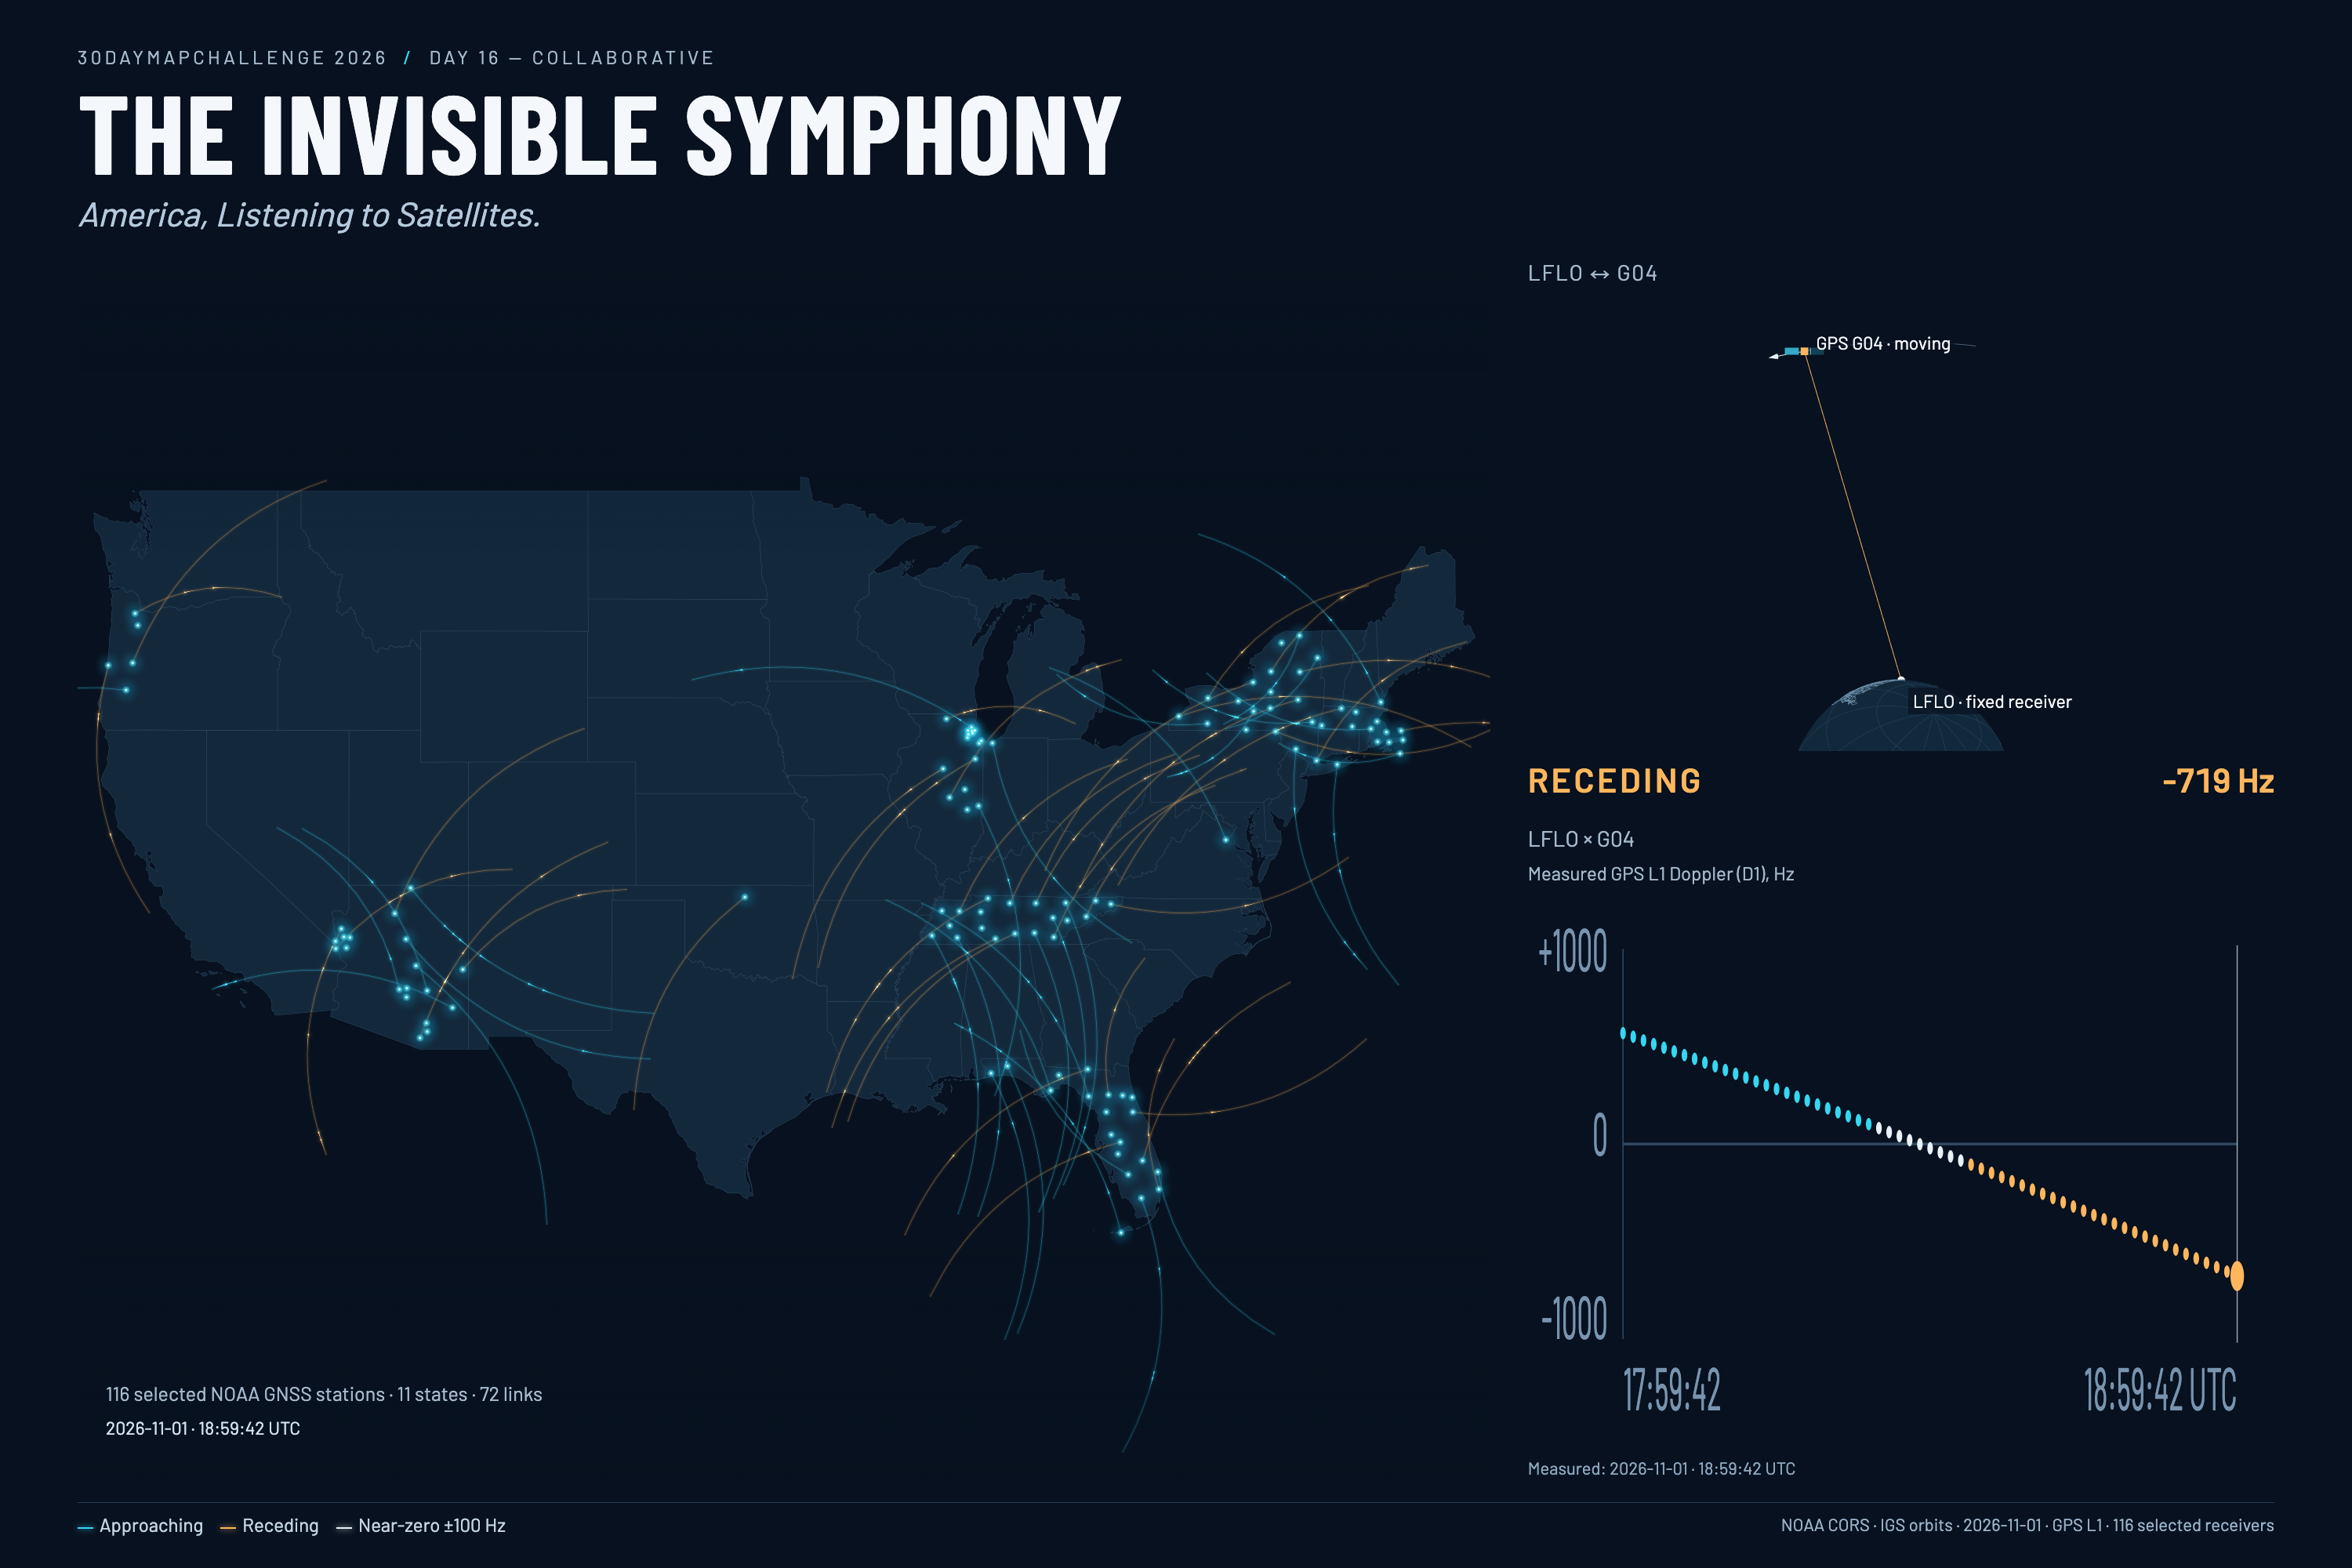 30DAYMAPCHALLENGE 2026 / DAY 16 — COLLABORATIVE
THE INVISIBLE SYMPHONY
America, Listening to Satellites.
LFLO ↔ G04
GPS G04 · moving
LFLO · fixed receiver
RECEDING
-719 Hz
LFLO × G04
Measured GPS L1 Doppler (D1), Hz
+1000
0
-1000
17:59:42
18:59:42 UTC
Measured: 2026-11-01 · 18:59:42 UTC
116 selected NOAA GNSS stations · 11 states · 72 links
2026-11-01 · 18:59:42 UTC
Approaching
Receding
Near-zero ±100 Hz
NOAA CORS · IGS orbits · 2026-11-01 · GPS L1 · 116 selected receivers